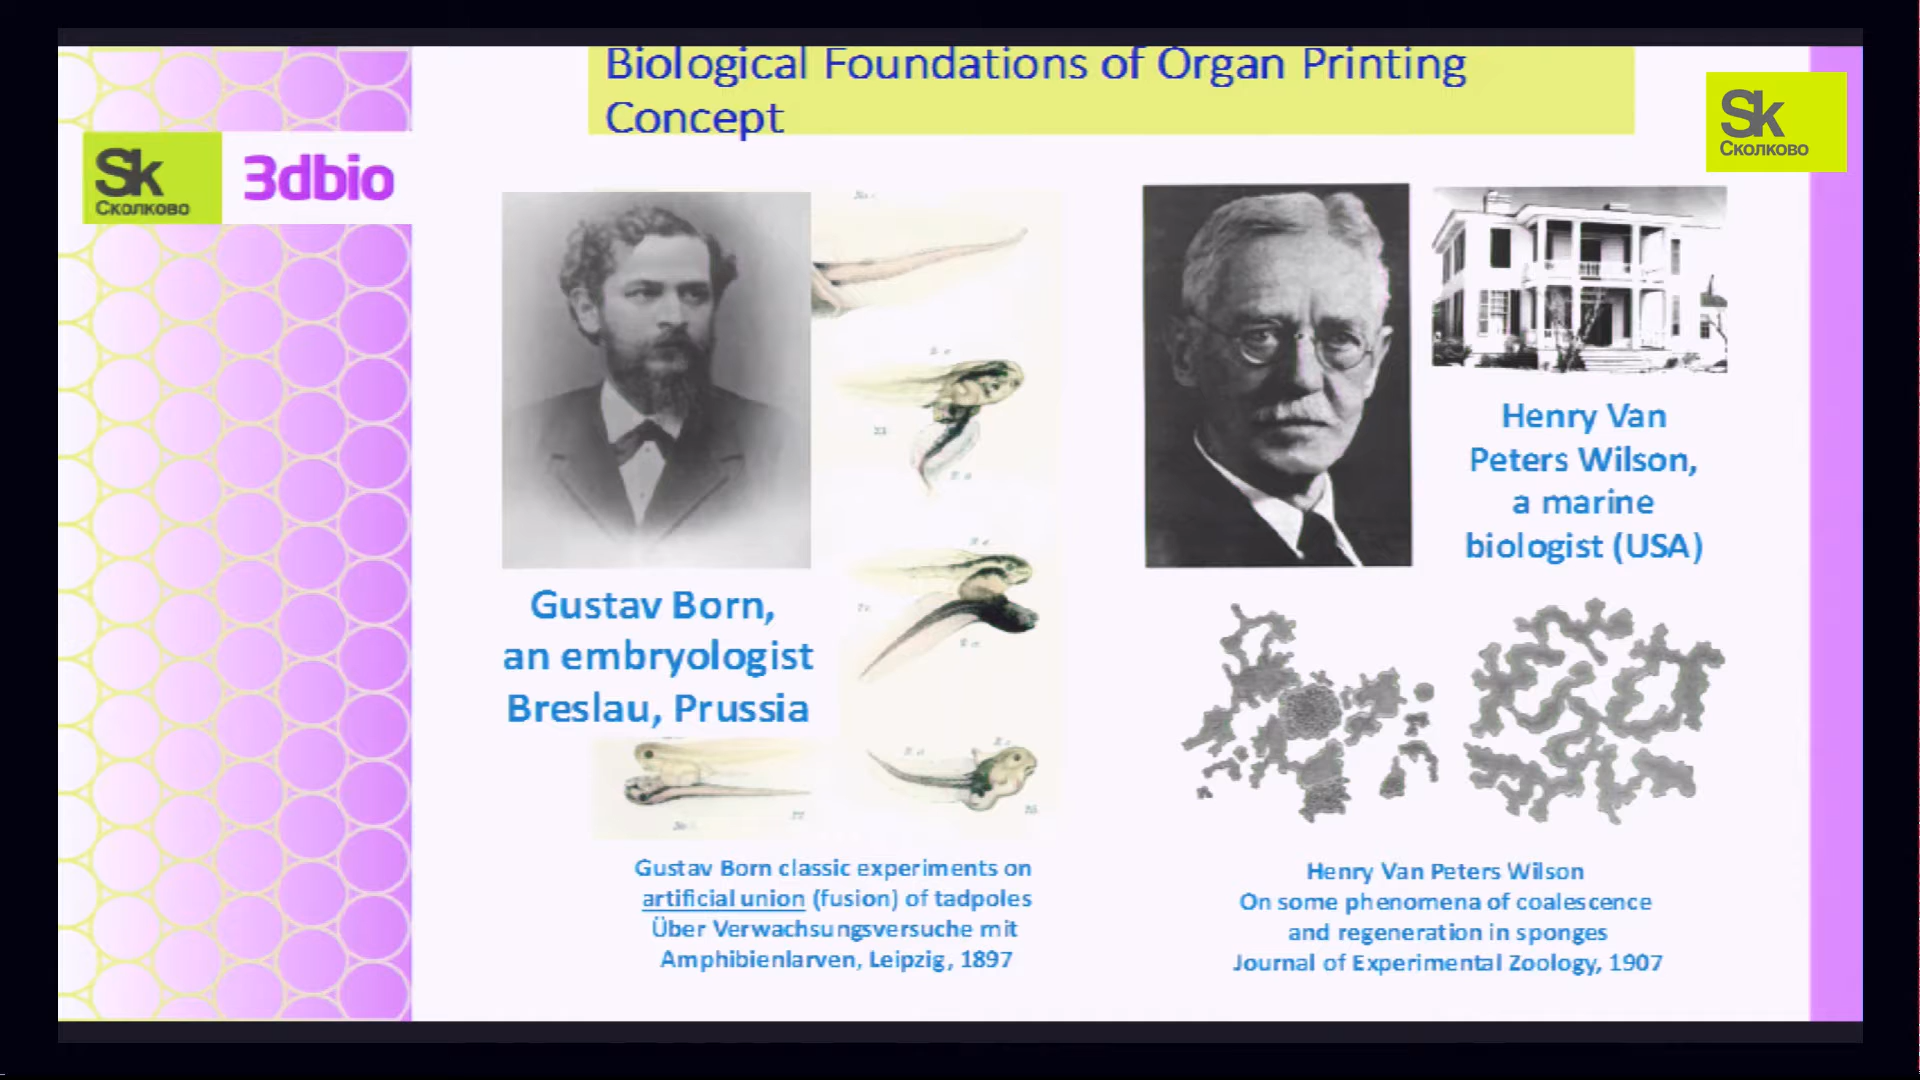 Biological Foundations of Organ Printing
Concept
Sk
Сколково
3dbio
Sk
Сколково
Gustav Born,
an embryologist
Breslau, Prussia
Henry Van
Peters Wilson,
a marine
biologist (USA)
Gustav Born classic experiments on
artificial union (fusion) of tadpoles
Über Verwachsungsversuche mit
Amphibienlarven, Leipzig, 1897
Henry Van Peters Wilson
On some phenomena of coalescence
and regeneration in sponges
Journal of Experimental Zoology, 1907